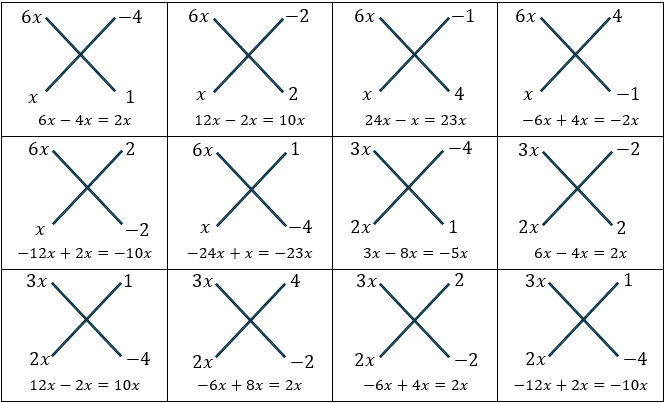 6x −4
x 1
6x − 4x = 2x
6x −2
x 2
12x − 2x = 10x
6x −1
x 4
24x − x = 23x
6x 4
x −1
−6x + 4x = −2x
6x 2
x −2
−12x + 2x = −10x
6x 1
x −4
−24x + x = −23x
3x −4
2x 1
3x − 8x = −5x
3x −2
2x 2
6x − 4x = 2x
3x 1
2x −4
12x − 2x = 10x
3x 4
2x −2
−6x + 8x = 2x
3x 2
2x −2
−6x + 4x = 2x
3x 1
2x −4
−12x + 2x = −10x